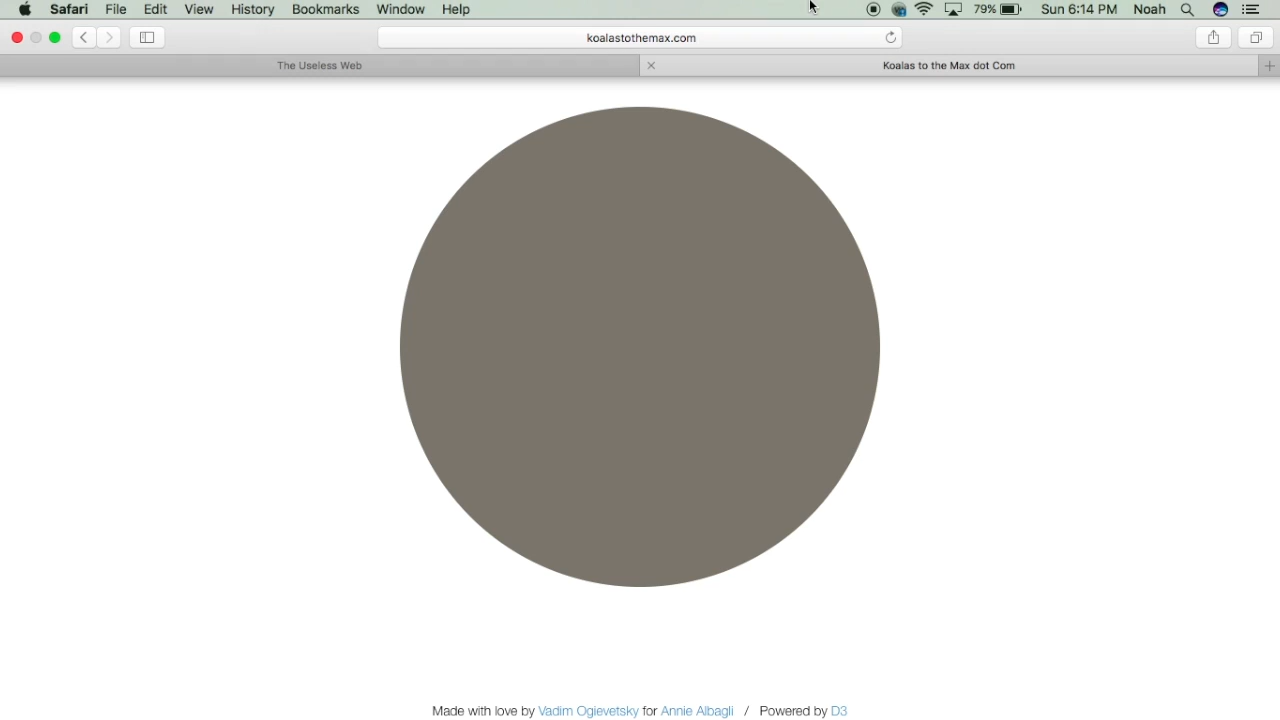 Safari File Edit View History Bookmarks Window Help 79% Sun 6:14 PM Noah
koalastothemax.com
The Useless Web Koalas to the Max dot Com
Made with love by Vadim Ogievetsky for Annie Albagli / Powered by D3